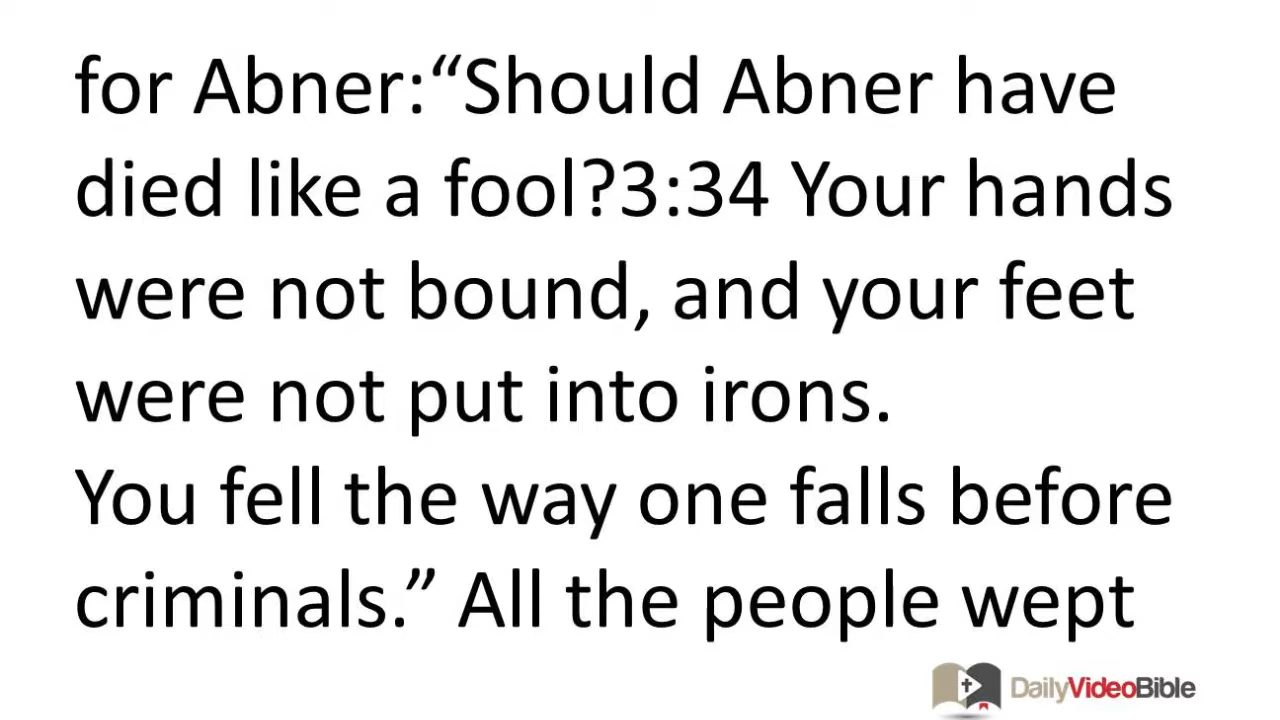 for Abner:“Should Abner have
died like a fool?3:34 Your hands
were not bound, and your feet
were not put into irons.
You fell the way one falls before
criminals.” All the people wept
DailyVideoBible